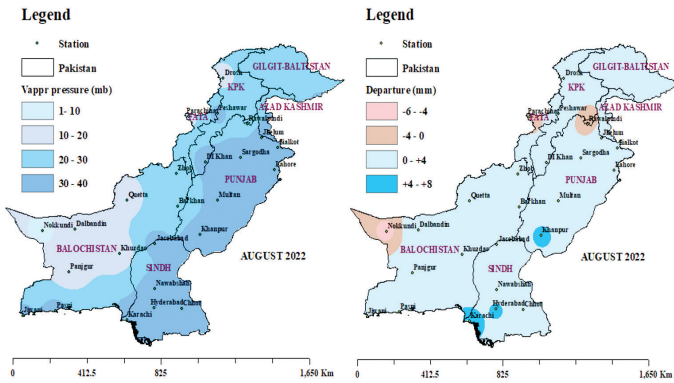 Legend
Station
Pakistan
Vappr pressure (mb)
1- 10
10 - 20
20 - 30
30 - 40
GILGIT-BALTISTAN
Drosh
KPK
AZAD KASHMIR
Parachinar
Peshawar
FATA
Rawalpindi
Jhelum
Sialkot
DI Khan
Sargodha
Lahore
Zhob
PUNJAB
Quetta
Barkhan
Multan
Nokkundi
Dalbandin
Khanpur
BALOCHISTAN
Khuzdar
Jacobabad
AUGUST 2022
Panjgur
SINDH
Nawabshah
Jiwani
Pasni
Hyderabad
Chhor
Karachi
0
412.5
825
1,650 Km
Legend
Station
Pakistan
Departure (mm)
-6 - -4
-4 - 0
0 - +4
+4 - +8
GILGIT-BALTISTAN
Drosh
KPK
AZAD KASHMIR
Parachinar
Peshawar
FATA
Rawalpindi
Jhelum
Sialkot
DI Khan
Sargodha
Lahore
Zhob
PUNJAB
Quetta
Barkhan
Multan
Nokkundi
Dalbandin
Khanpur
BALOCHISTAN
Khuzdar
Jacobabad
AUGUST 2022
Panjgur
SINDH
Nawabshah
Jiwani
Pasni
Hyderabad
Chhor
Karachi
0
412.5
825
1,650 Km